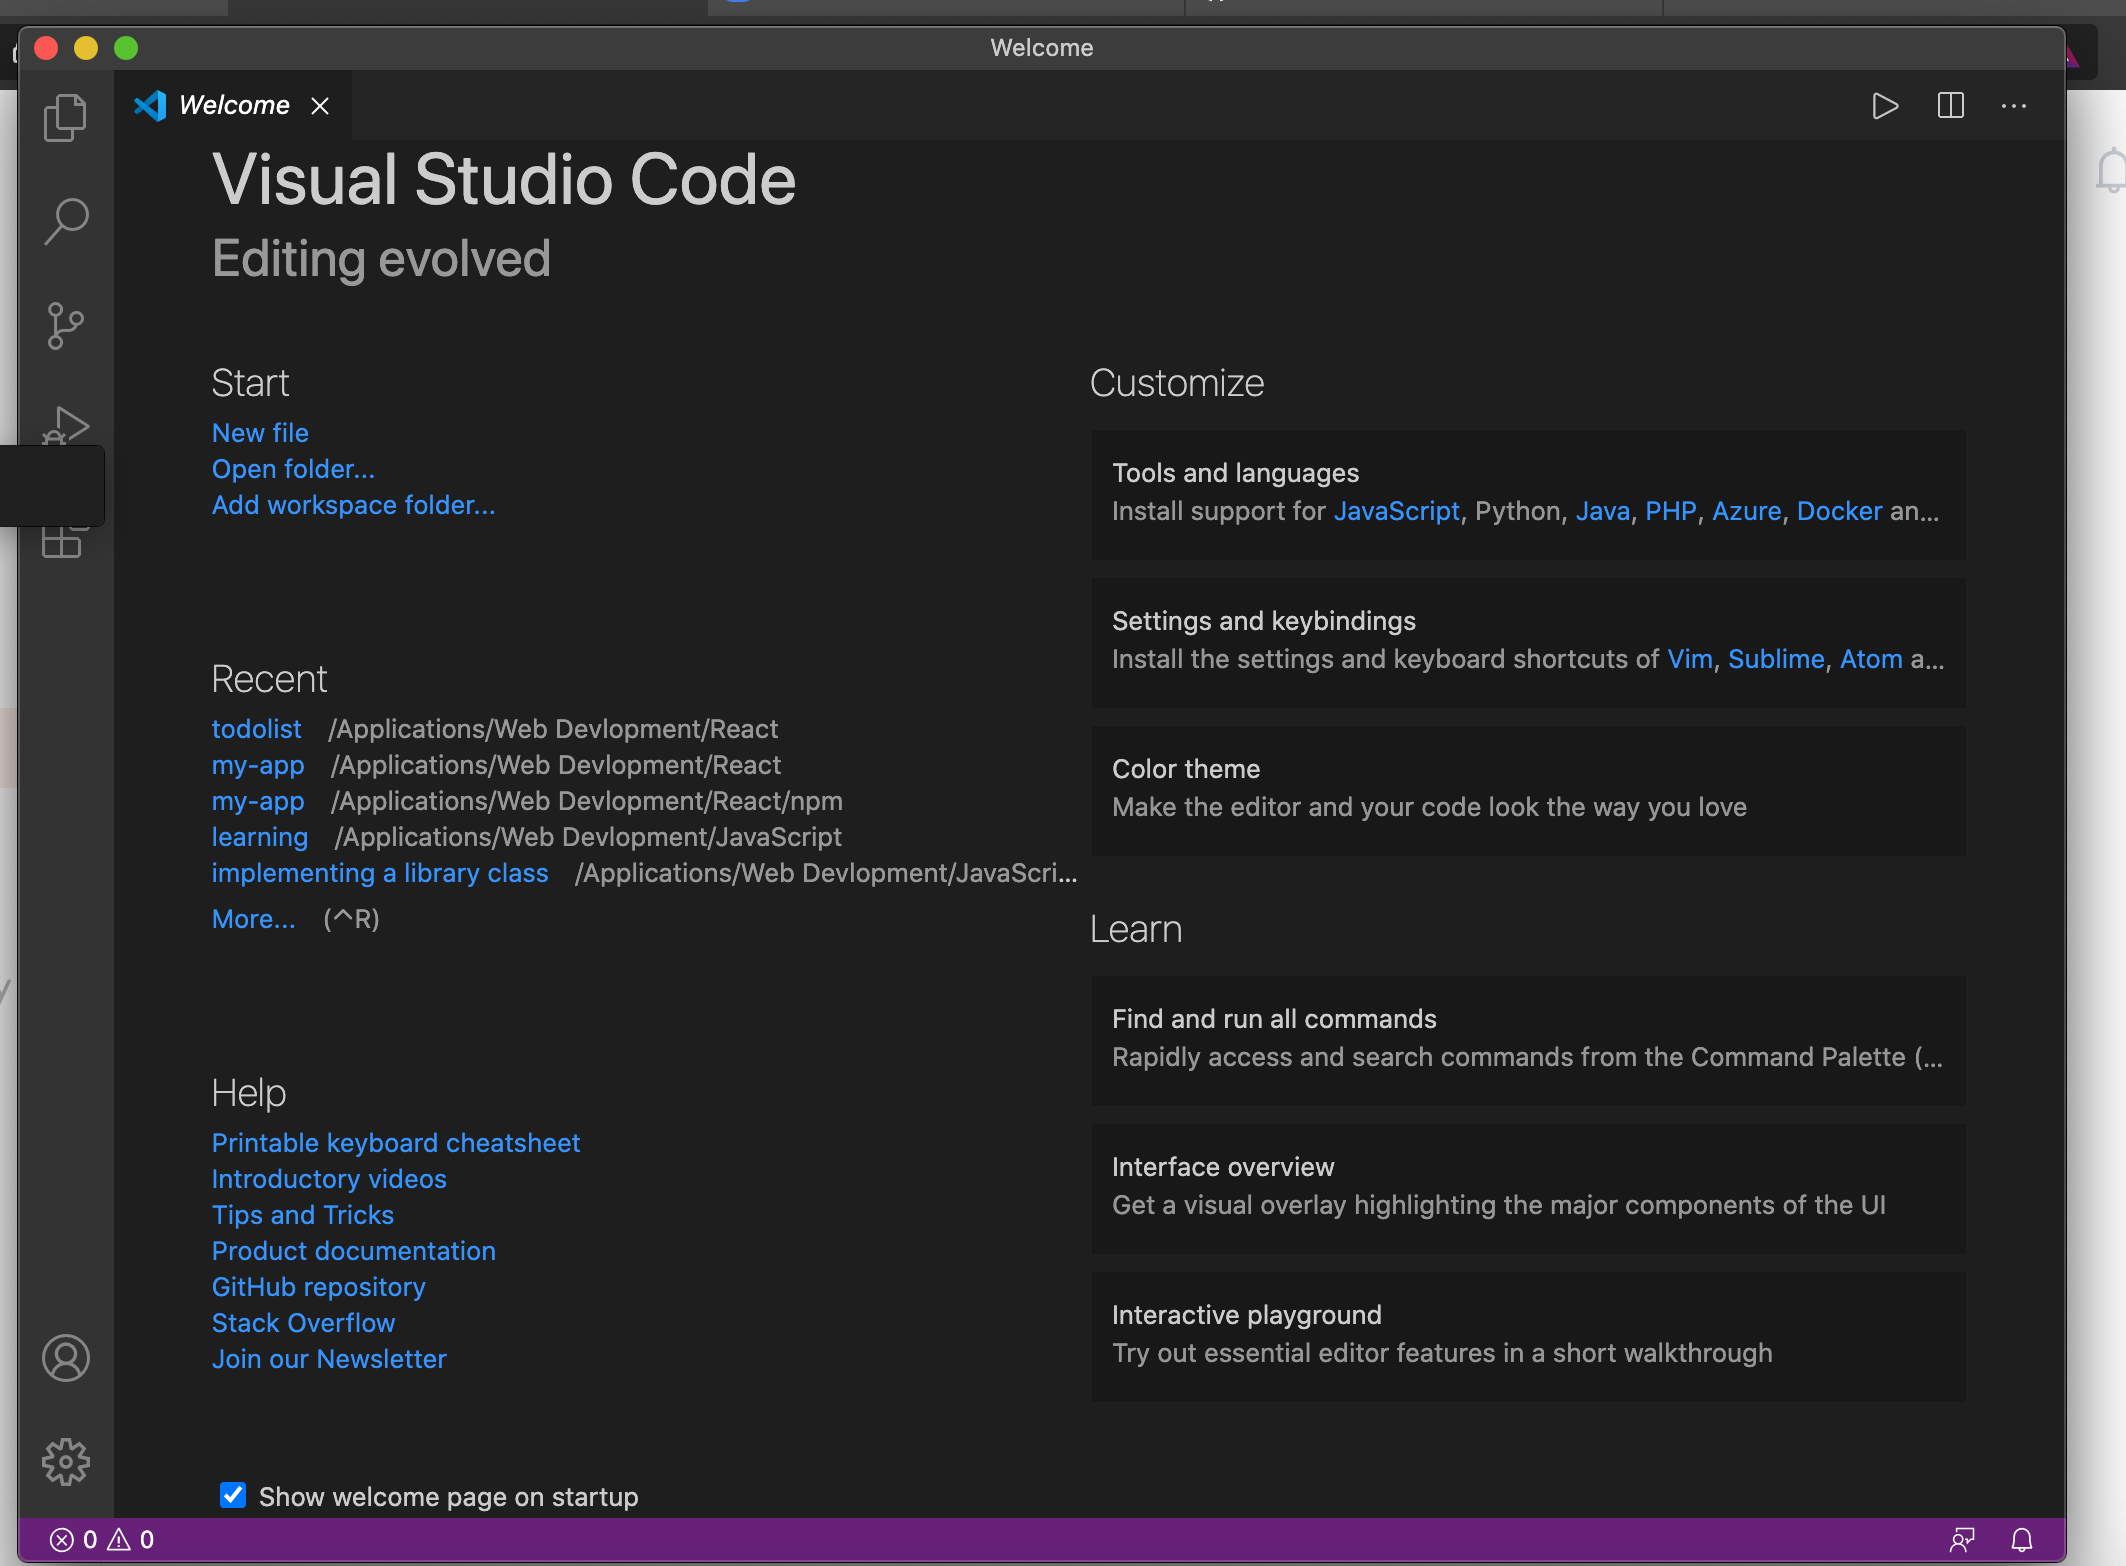 Welcome
Welcome
Visual Studio Code
Editing evolved
Start
New file
Open folder...
Add workspace folder...
Recent
todolist /Applications/Web Devlopment/React
my-app /Applications/Web Devlopment/React
my-app /Applications/Web Devlopment/React/npm
learning /Applications/Web Devlopment/JavaScript
implementing a library class /Applications/Web Devlopment/JavaScri...
More... (^R)
Help
Printable keyboard cheatsheet
Introductory videos
Tips and Tricks
Product documentation
GitHub repository
Stack Overflow
Join our Newsletter
Show welcome page on startup
Customize
Tools and languages
Install support for JavaScript, Python, Java, PHP, Azure, Docker an...
Settings and keybindings
Install the settings and keyboard shortcuts of Vim, Sublime, Atom a...
Color theme
Make the editor and your code look the way you love
Learn
Find and run all commands
Rapidly access and search commands from the Command Palette (...
Interface overview
Get a visual overlay highlighting the major components of the UI
Interactive playground
Try out essential editor features in a short walkthrough
0 0